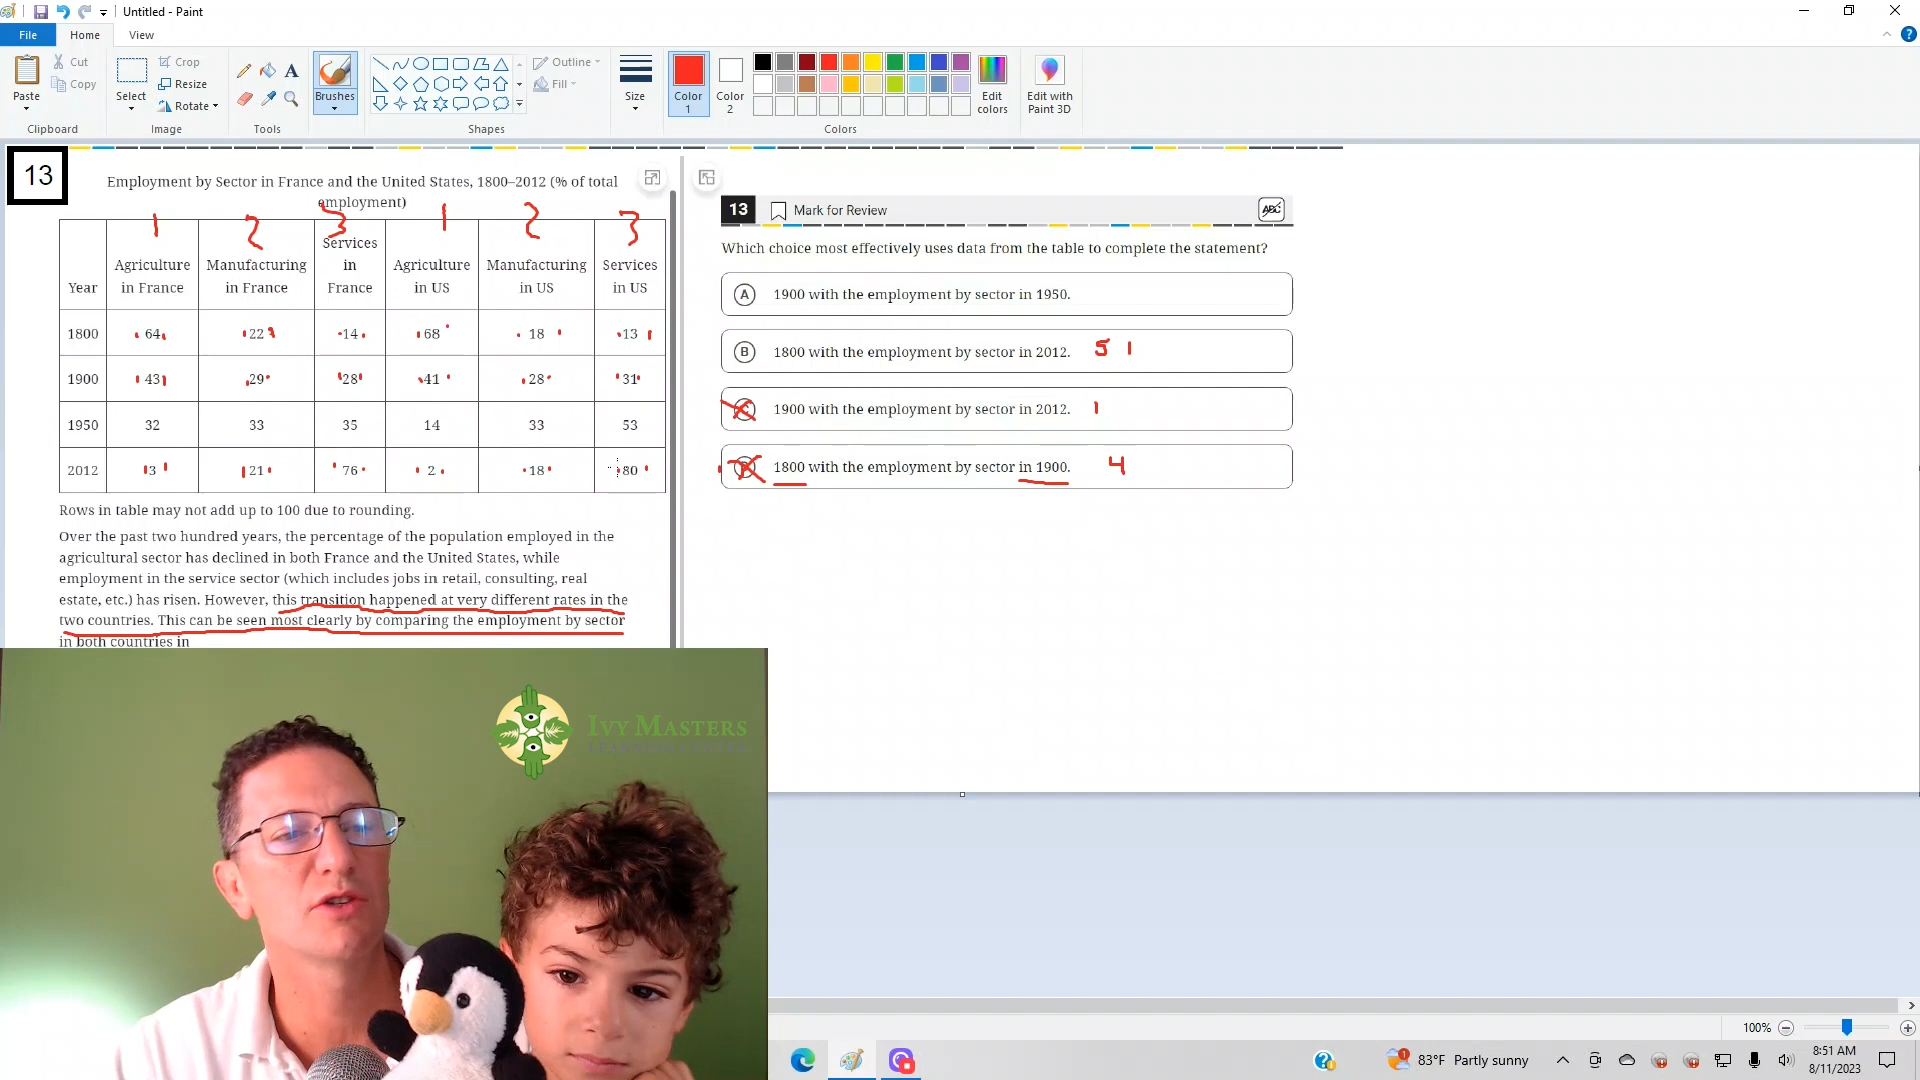 Untitled - Paint
File Home View
Paste
Cut
Copy
Clipboard
Select
Crop
Resize
Rotate
Image
Tools
Brushes
Shapes
Outline
Fill
Size
Color 1
Color 2
Edit colors
Colors
Edit with Paint 3D
13
Employment by Sector in France and the United States, 1800–2012 (% of total
employment)
1 2 3 1 2 3
Year Agriculture in France Manufacturing in France Services in France Agriculture in US Manufacturing in US Services in US
1800 64 22 14 68 18 13
1900 43 29 28 41 28 31
1950 32 33 35 14 33 53
2012 3 21 76 2 18 80
Rows in table may not add up to 100 due to rounding.
Over the past two hundred years, the percentage of the population employed in the
agricultural sector has declined in both France and the United States, while
employment in the service sector (which includes jobs in retail, consulting, real
estate, etc.) has risen. However, this transition happened at very different rates in the
two countries. This can be seen most clearly by comparing the employment by sector
in both countries in
13 Mark for Review ABC
Which choice most effectively uses data from the table to complete the statement?
A 1900 with the employment by sector in 1950.
B 1800 with the employment by sector in 2012. 5 1
1900 with the employment by sector in 2012. 1
1800 with the employment by sector in 1900. 4
IVY MASTERS
100%
83°F Partly sunny
8:51 AM
8/11/2023